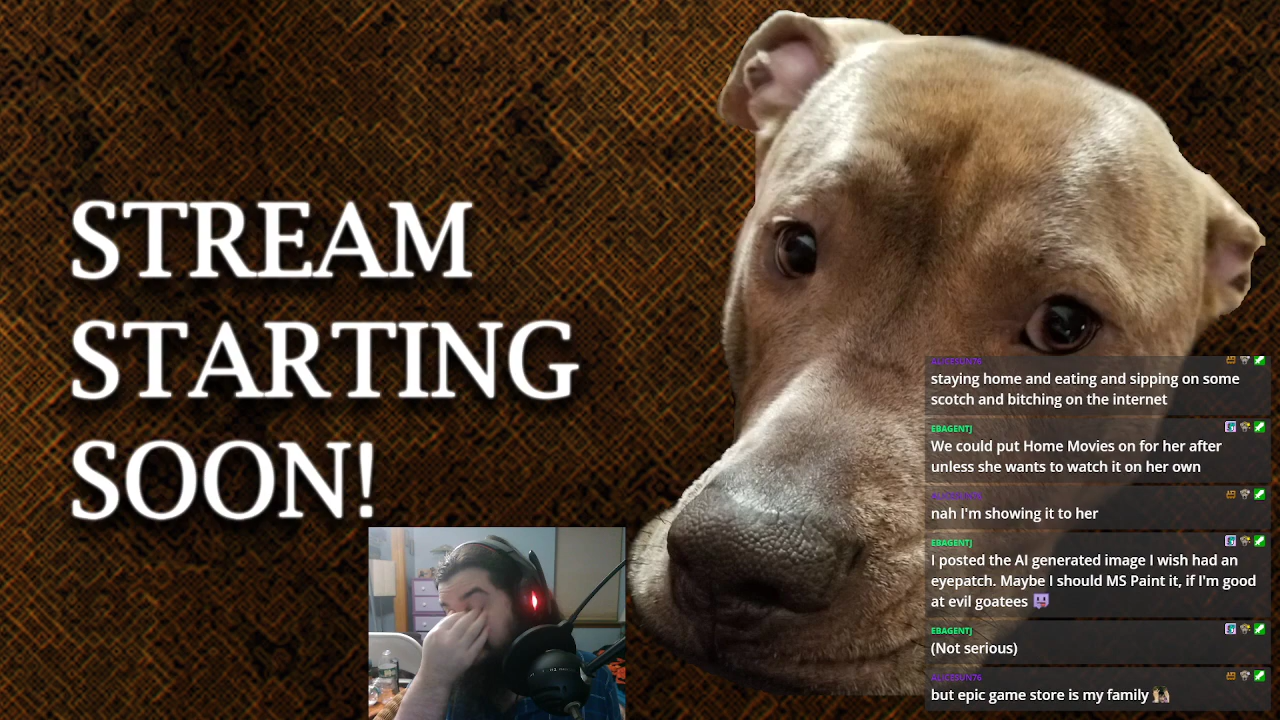 STREAM
STARTING
SOON!
ALICESUN76
staying home and eating and sipping on some
scotch and bitching on the internet
EBAGENTJ
We could put Home Movies on for her after
unless she wants to watch it on her own
ALICESUN76
nah I'm showing it to her
EBAGENTJ
I posted the AI generated image I wish had an
eyepatch. Maybe I should MS Paint it, if I'm good
at evil goatees
EBAGENTJ
(Not serious)
ALICESUN76
but epic game store is my family